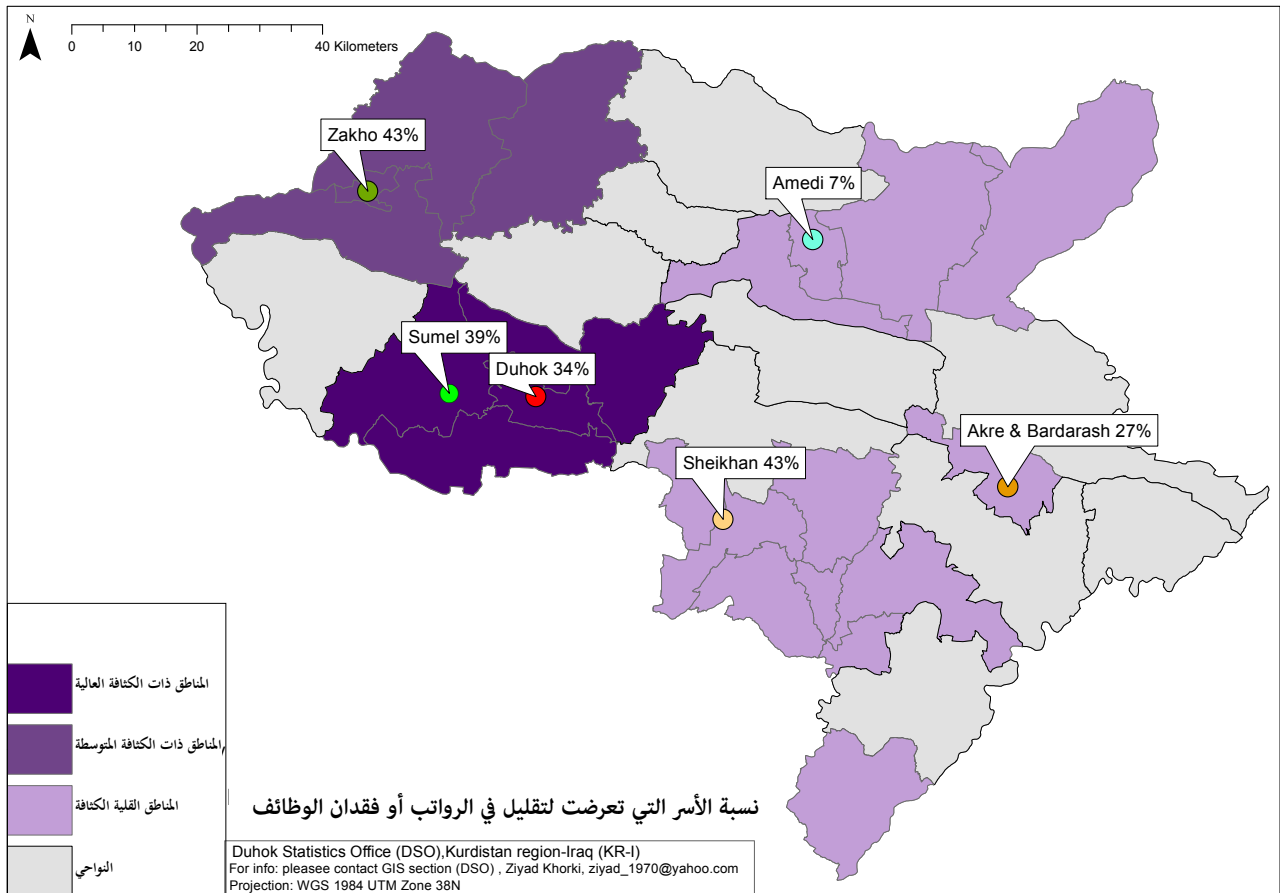 N
0 10 20 40 Kilometers
Zakho 43%
Amedi 7%
Sumel 39%
Duhok 34%
Akre & Bardarash 27%
Sheikhan 43%
المناطق ذات الكثافة العالية
المناطق ذات الكثافة المتوسطة
المناطق القلية الكثافة
النواحي
نسبة الأسر التي تعرضت لتقليل في الرواتب أو فقدان الوظائف
Duhok Statistics Office (DSO),Kurdistan region-Iraq (KR-I)
For info: pleasee contact GIS section (DSO) , Ziyad Khorki, ziyad_1970@yahoo.com
Projection: WGS 1984 UTM Zone 38N